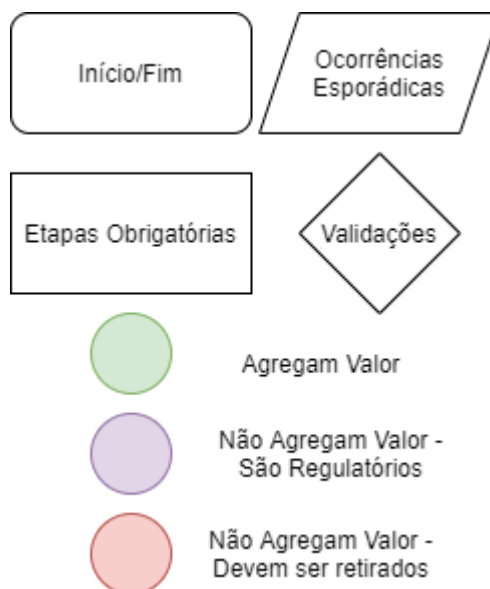 Início/Fim
Ocorrências
Esporádicas
Etapas Obrigatórias
Validações
Agregam Valor
Não Agregam Valor -
São Regulatórios
Não Agregam Valor -
Devem ser retirados